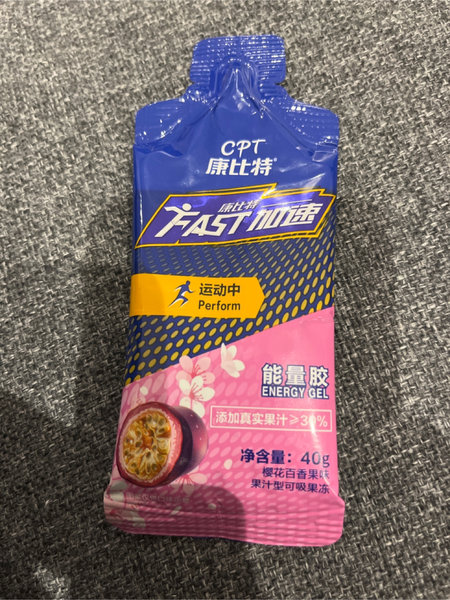 CPT
康比特®
康比特
FAST加速
运动中
Perform
能量胶
ENERGY GEL
添加真实果汁≥30%
净含量：40g
樱花百香果味
果汁型可吸果冻